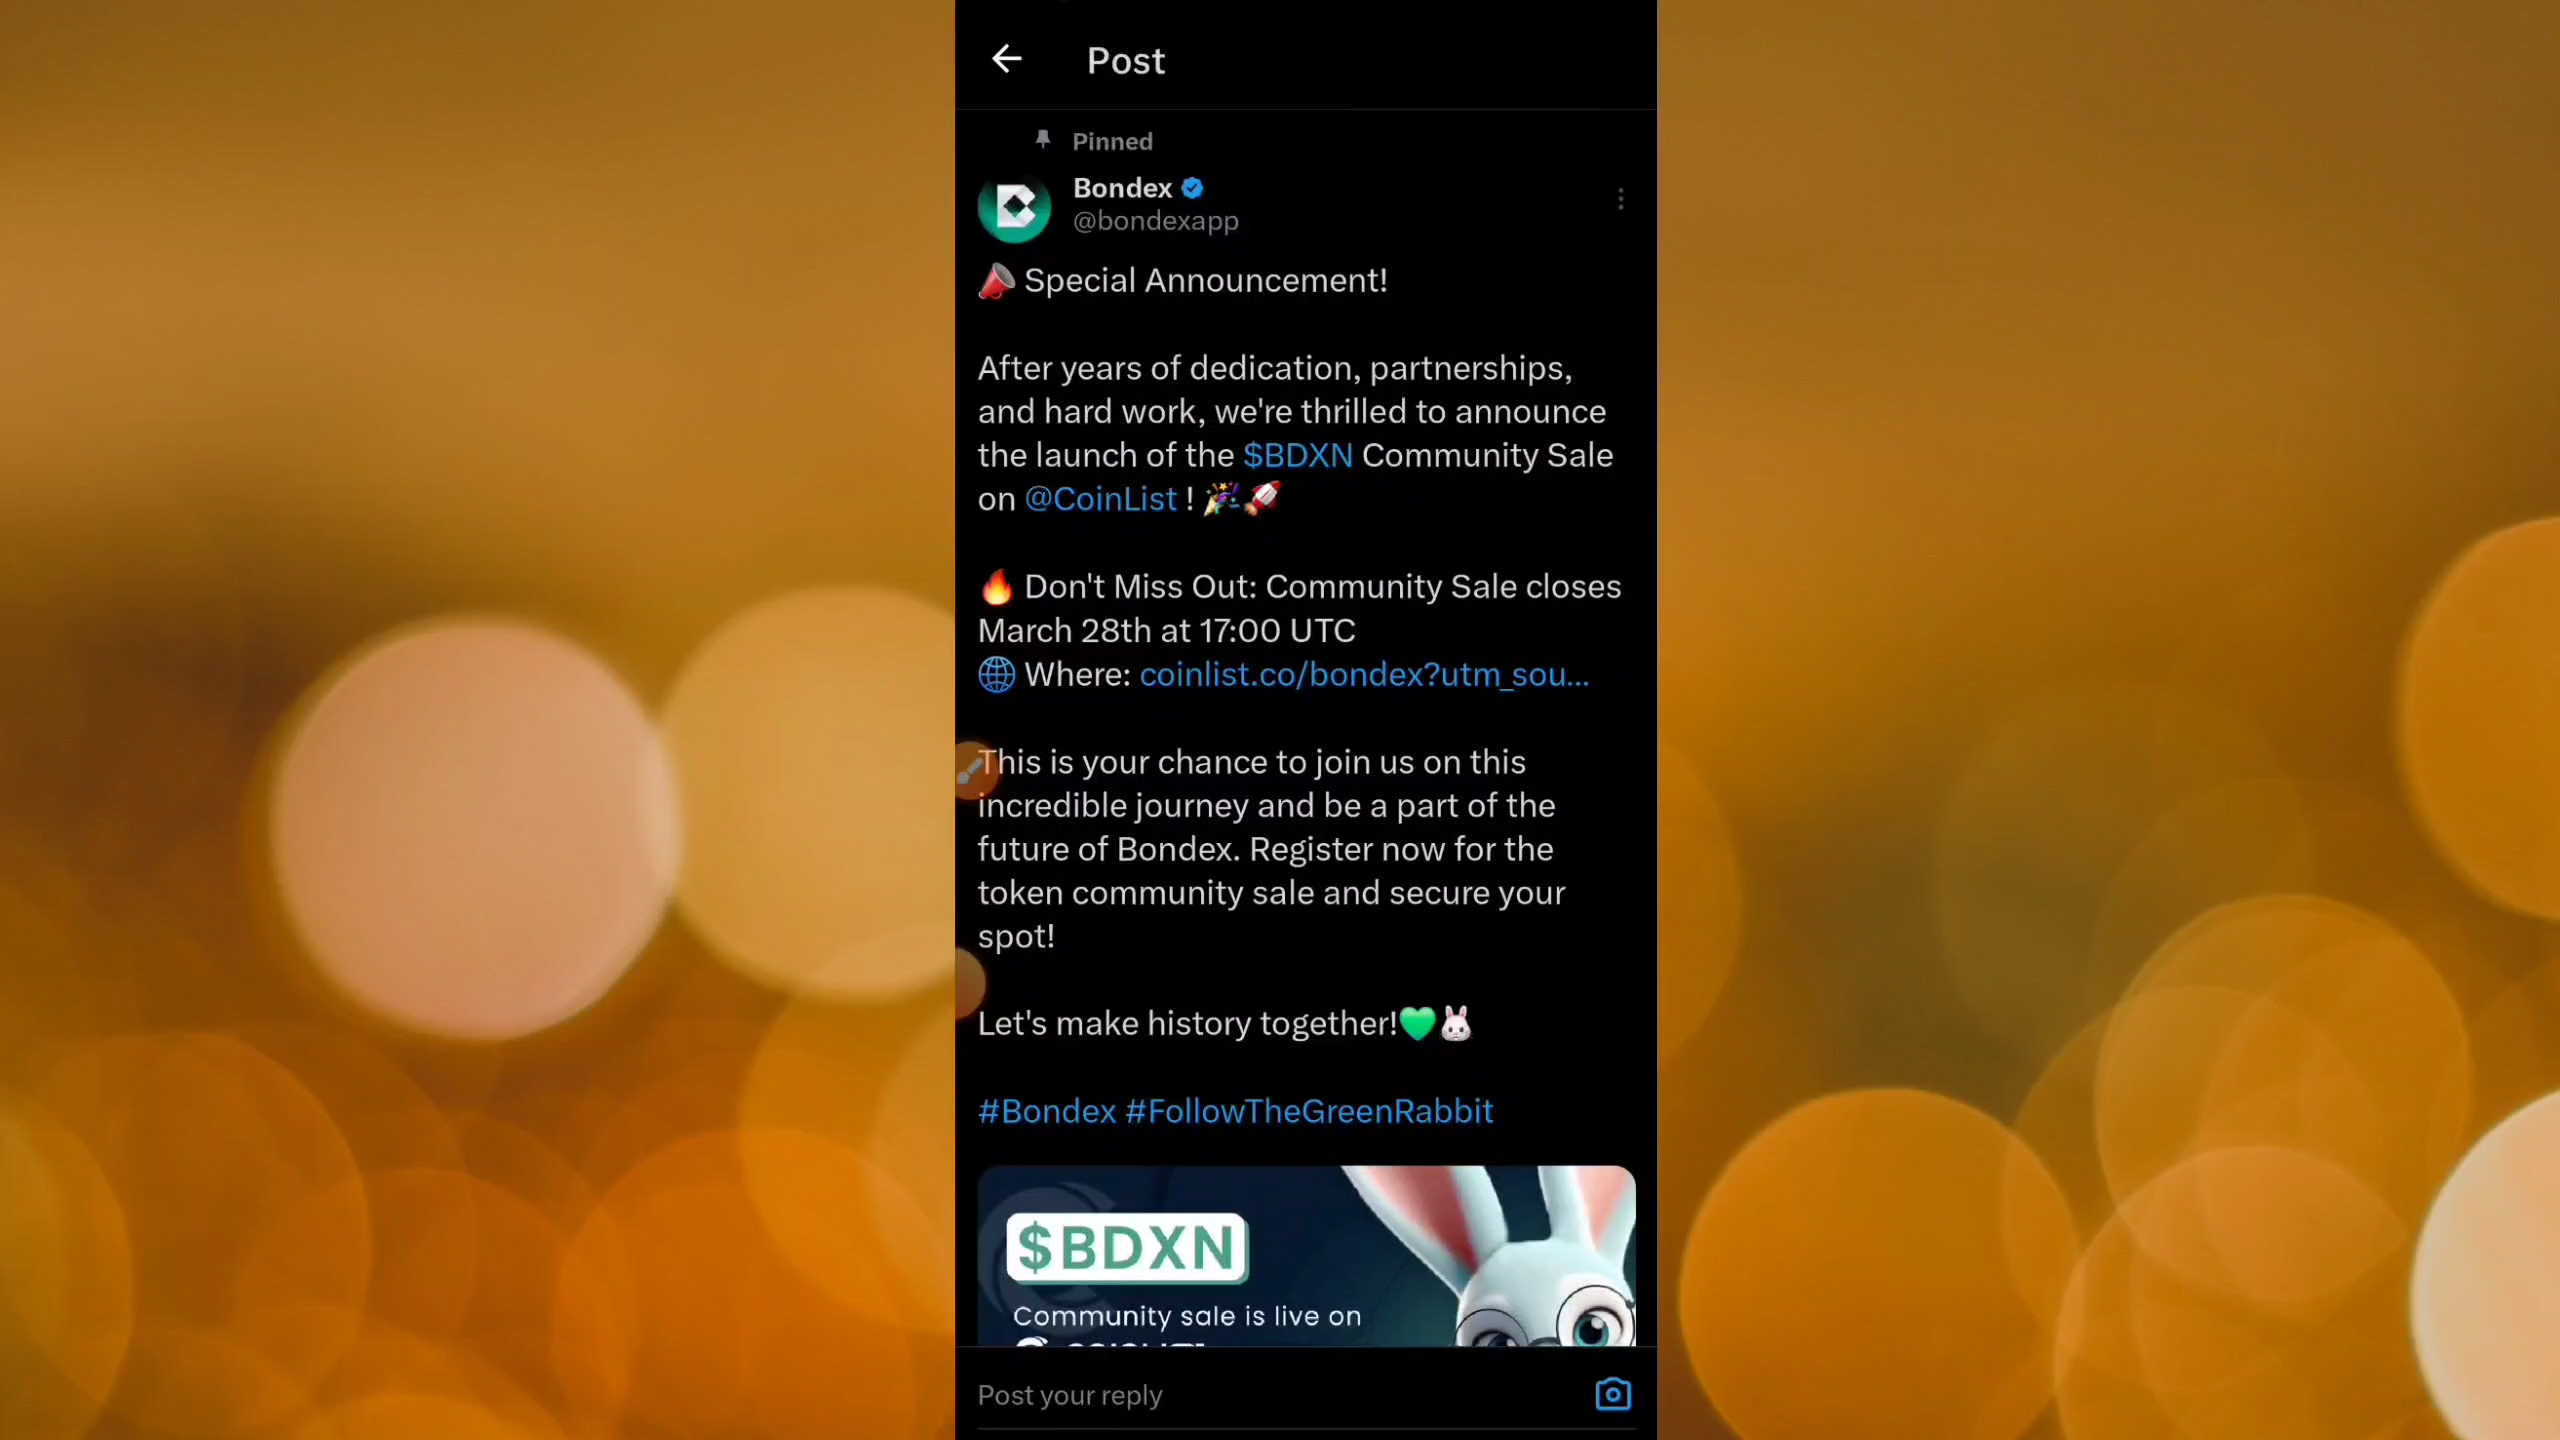 Post
Pinned
Bondex
@bondexapp
📣 Special Announcement!
After years of dedication, partnerships,
and hard work, we're thrilled to announce
the launch of the $BDXN Community Sale
on @CoinList ! 🎉🚀
🔥 Don't Miss Out: Community Sale closes
March 28th at 17:00 UTC
🌐 Where: coinlist.co/bondex?utm_sou...
This is your chance to join us on this
incredible journey and be a part of the
future of Bondex. Register now for the
token community sale and secure your
spot!
Let's make history together!💚🐰
#Bondex #FollowTheGreenRabbit
$BDXN
Community sale is live on
Post your reply